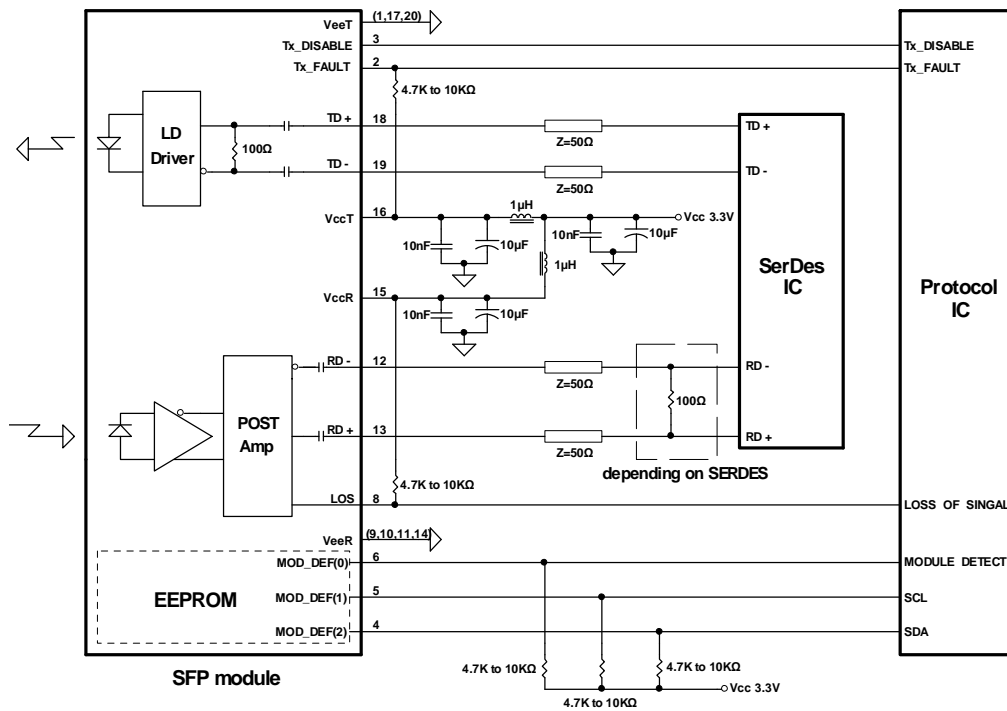 VeeT (1,17,20)
Tx_DISABLE 3 Tx_DISABLE
Tx_FAULT 2 Tx_FAULT
4.7K to 10KΩ
LD
Driver
100Ω
TD+ 18 TD+
Z=50Ω
TD- 19 TD-
Z=50Ω
1µH
VccT 16 Vcc 3.3V
10nF 10µF 10nF 10µF
1µH
SerDes
IC
Protocol
IC
VccR 15
10nF 10µF
RD- 12 RD-
Z=50Ω
100Ω
POST
Amp
RD+ 13 RD+
Z=50Ω
depending on SERDES
4.7K to 10KΩ
LOS 8 LOSS OF SINGAL
VeeR (9,10,11,14)
MOD_DEF(0) 6 MODULE DETECT
EEPROM
MOD_DEF(1) 5 SCL
MOD_DEF(2) 4 SDA
4.7K to 10KΩ 4.7K to 10KΩ
4.7K to 10KΩ
Vcc 3.3V
SFP module